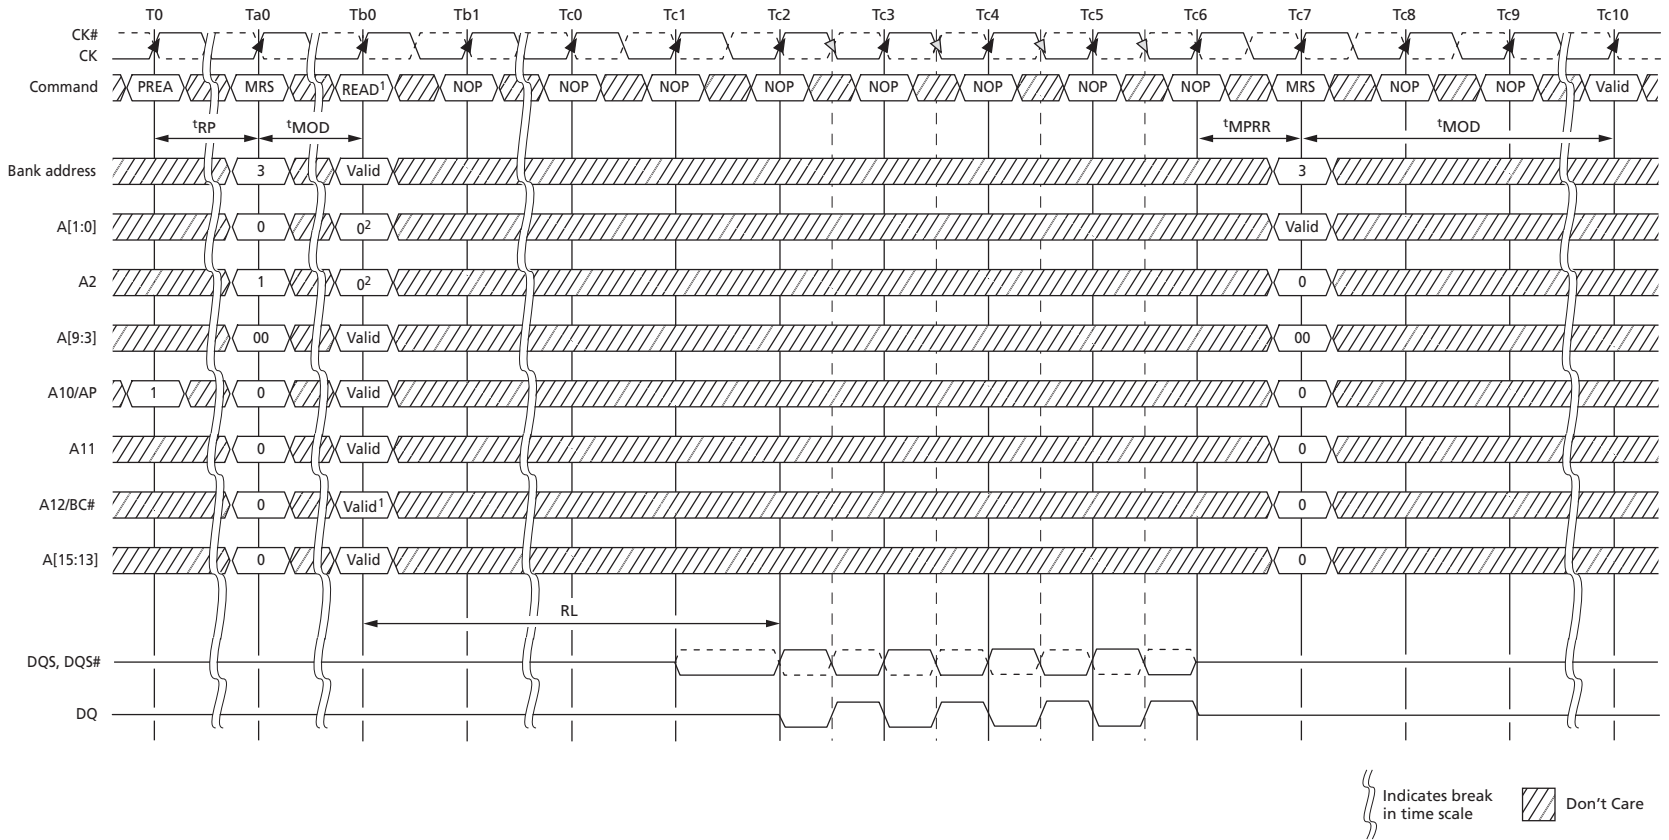 T0 Ta0 Tb0 Tb1 Tc0 Tc1 Tc2 Tc3 Tc4 Tc5 Tc6 Tc7 Tc8 Tc9 Tc10
CK#
CK
Command PREA MRS READ¹ NOP NOP NOP NOP NOP NOP NOP NOP MRS NOP NOP Valid
ᵗRP ᵗMOD ᵗMPRR ᵗMOD
Bank address 3 Valid 3
A[1:0] 0 0² Valid
A2 1 0² 0
A[9:3] 00 Valid 00
A10/AP 1 0 Valid 0
A11 0 Valid 0
A12/BC# 0 Valid¹ 0
A[15:13] 0 Valid 0
RL
DQS, DQS#
DQ
Indicates break
in time scale
Don't Care